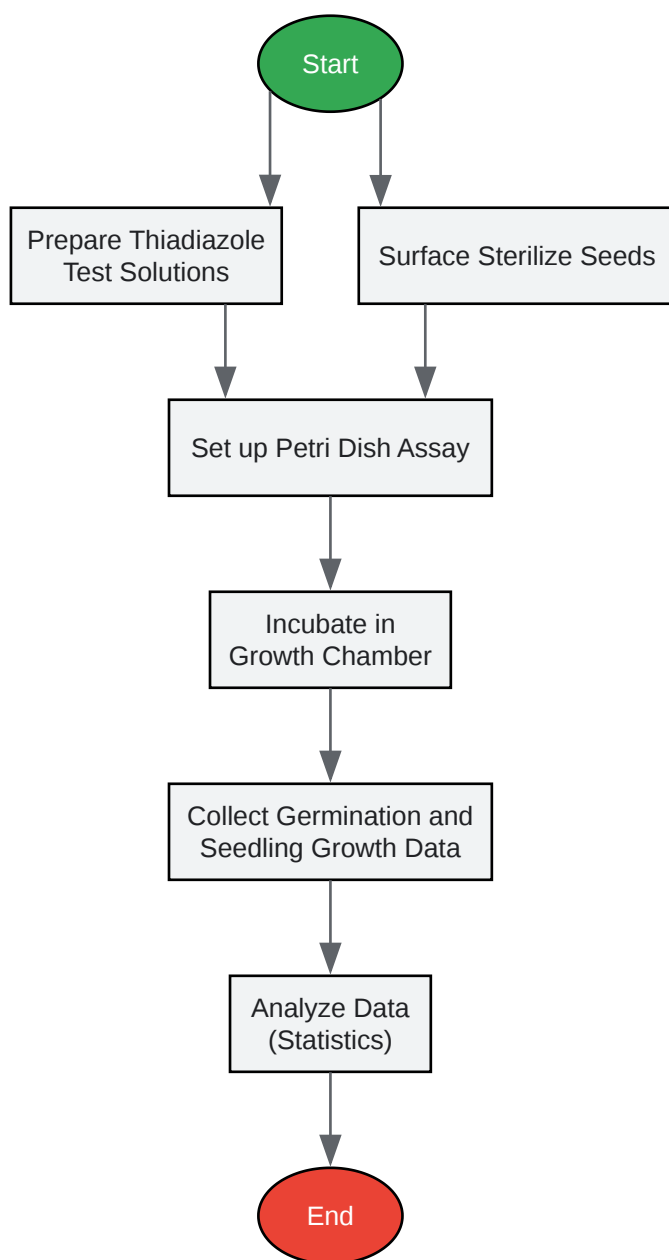 Start
Prepare Thiadiazole
Test Solutions
Surface Sterilize Seeds
Set up Petri Dish Assay
Incubate in
Growth Chamber
Collect Germination and
Seedling Growth Data
Analyze Data
(Statistics)
End